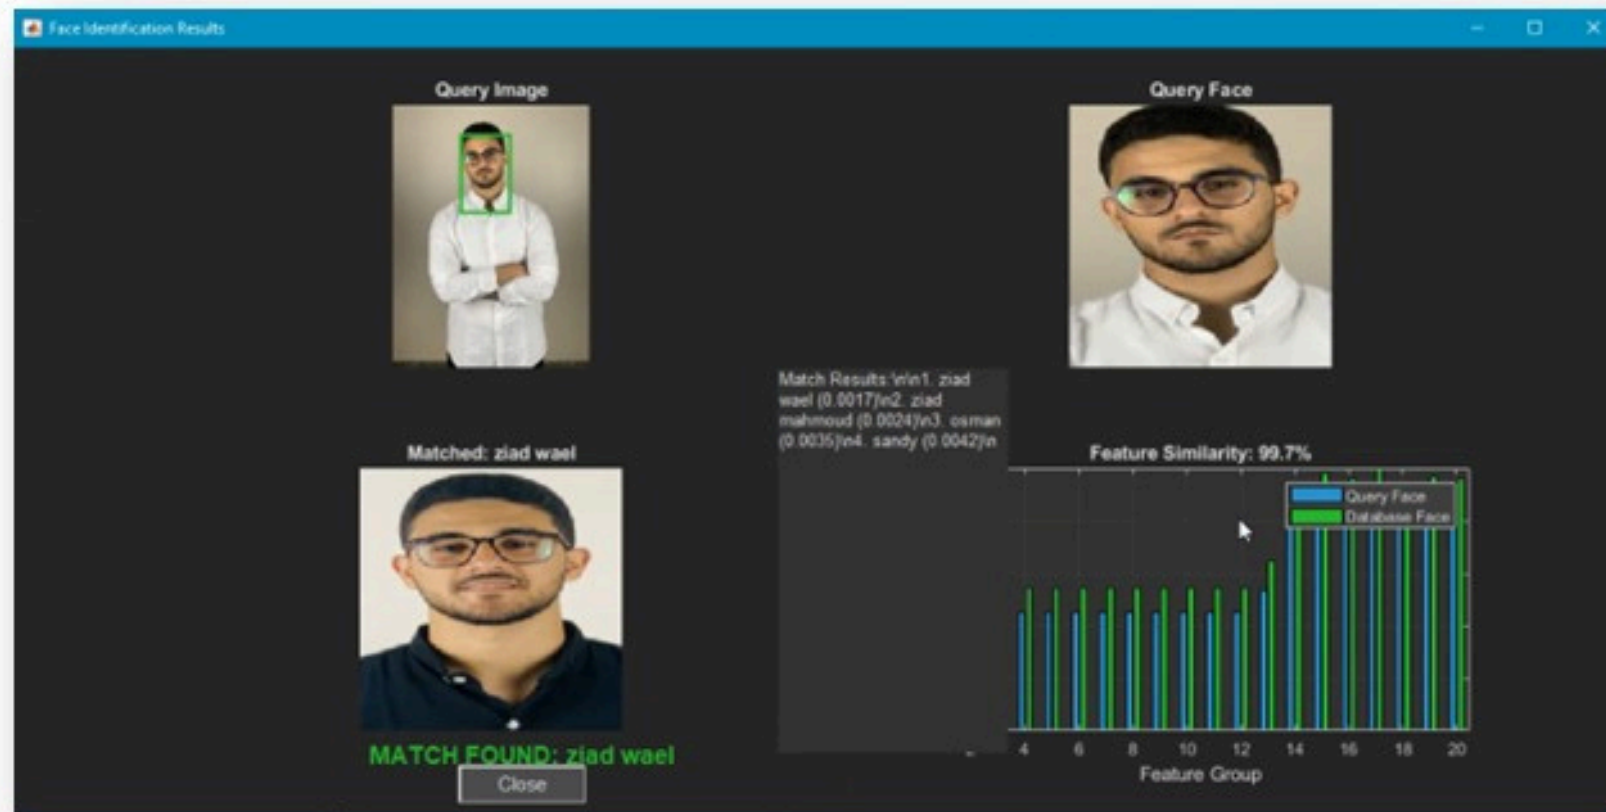 Face Identification Results
Query Image
Query Face
Match Results:\n\n1. ziad
wael (0.0017)\n2. ziad
mahmoud (0.0024)\n3. osman
(0.0035)\n4. sandy (0.0042)\n
Matched: ziad wael
Feature Similarity: 99.7%
Query Face
Database Face
4 6 8 10 12 14 16 18 20
Feature Group
MATCH FOUND: ziad wael
Close